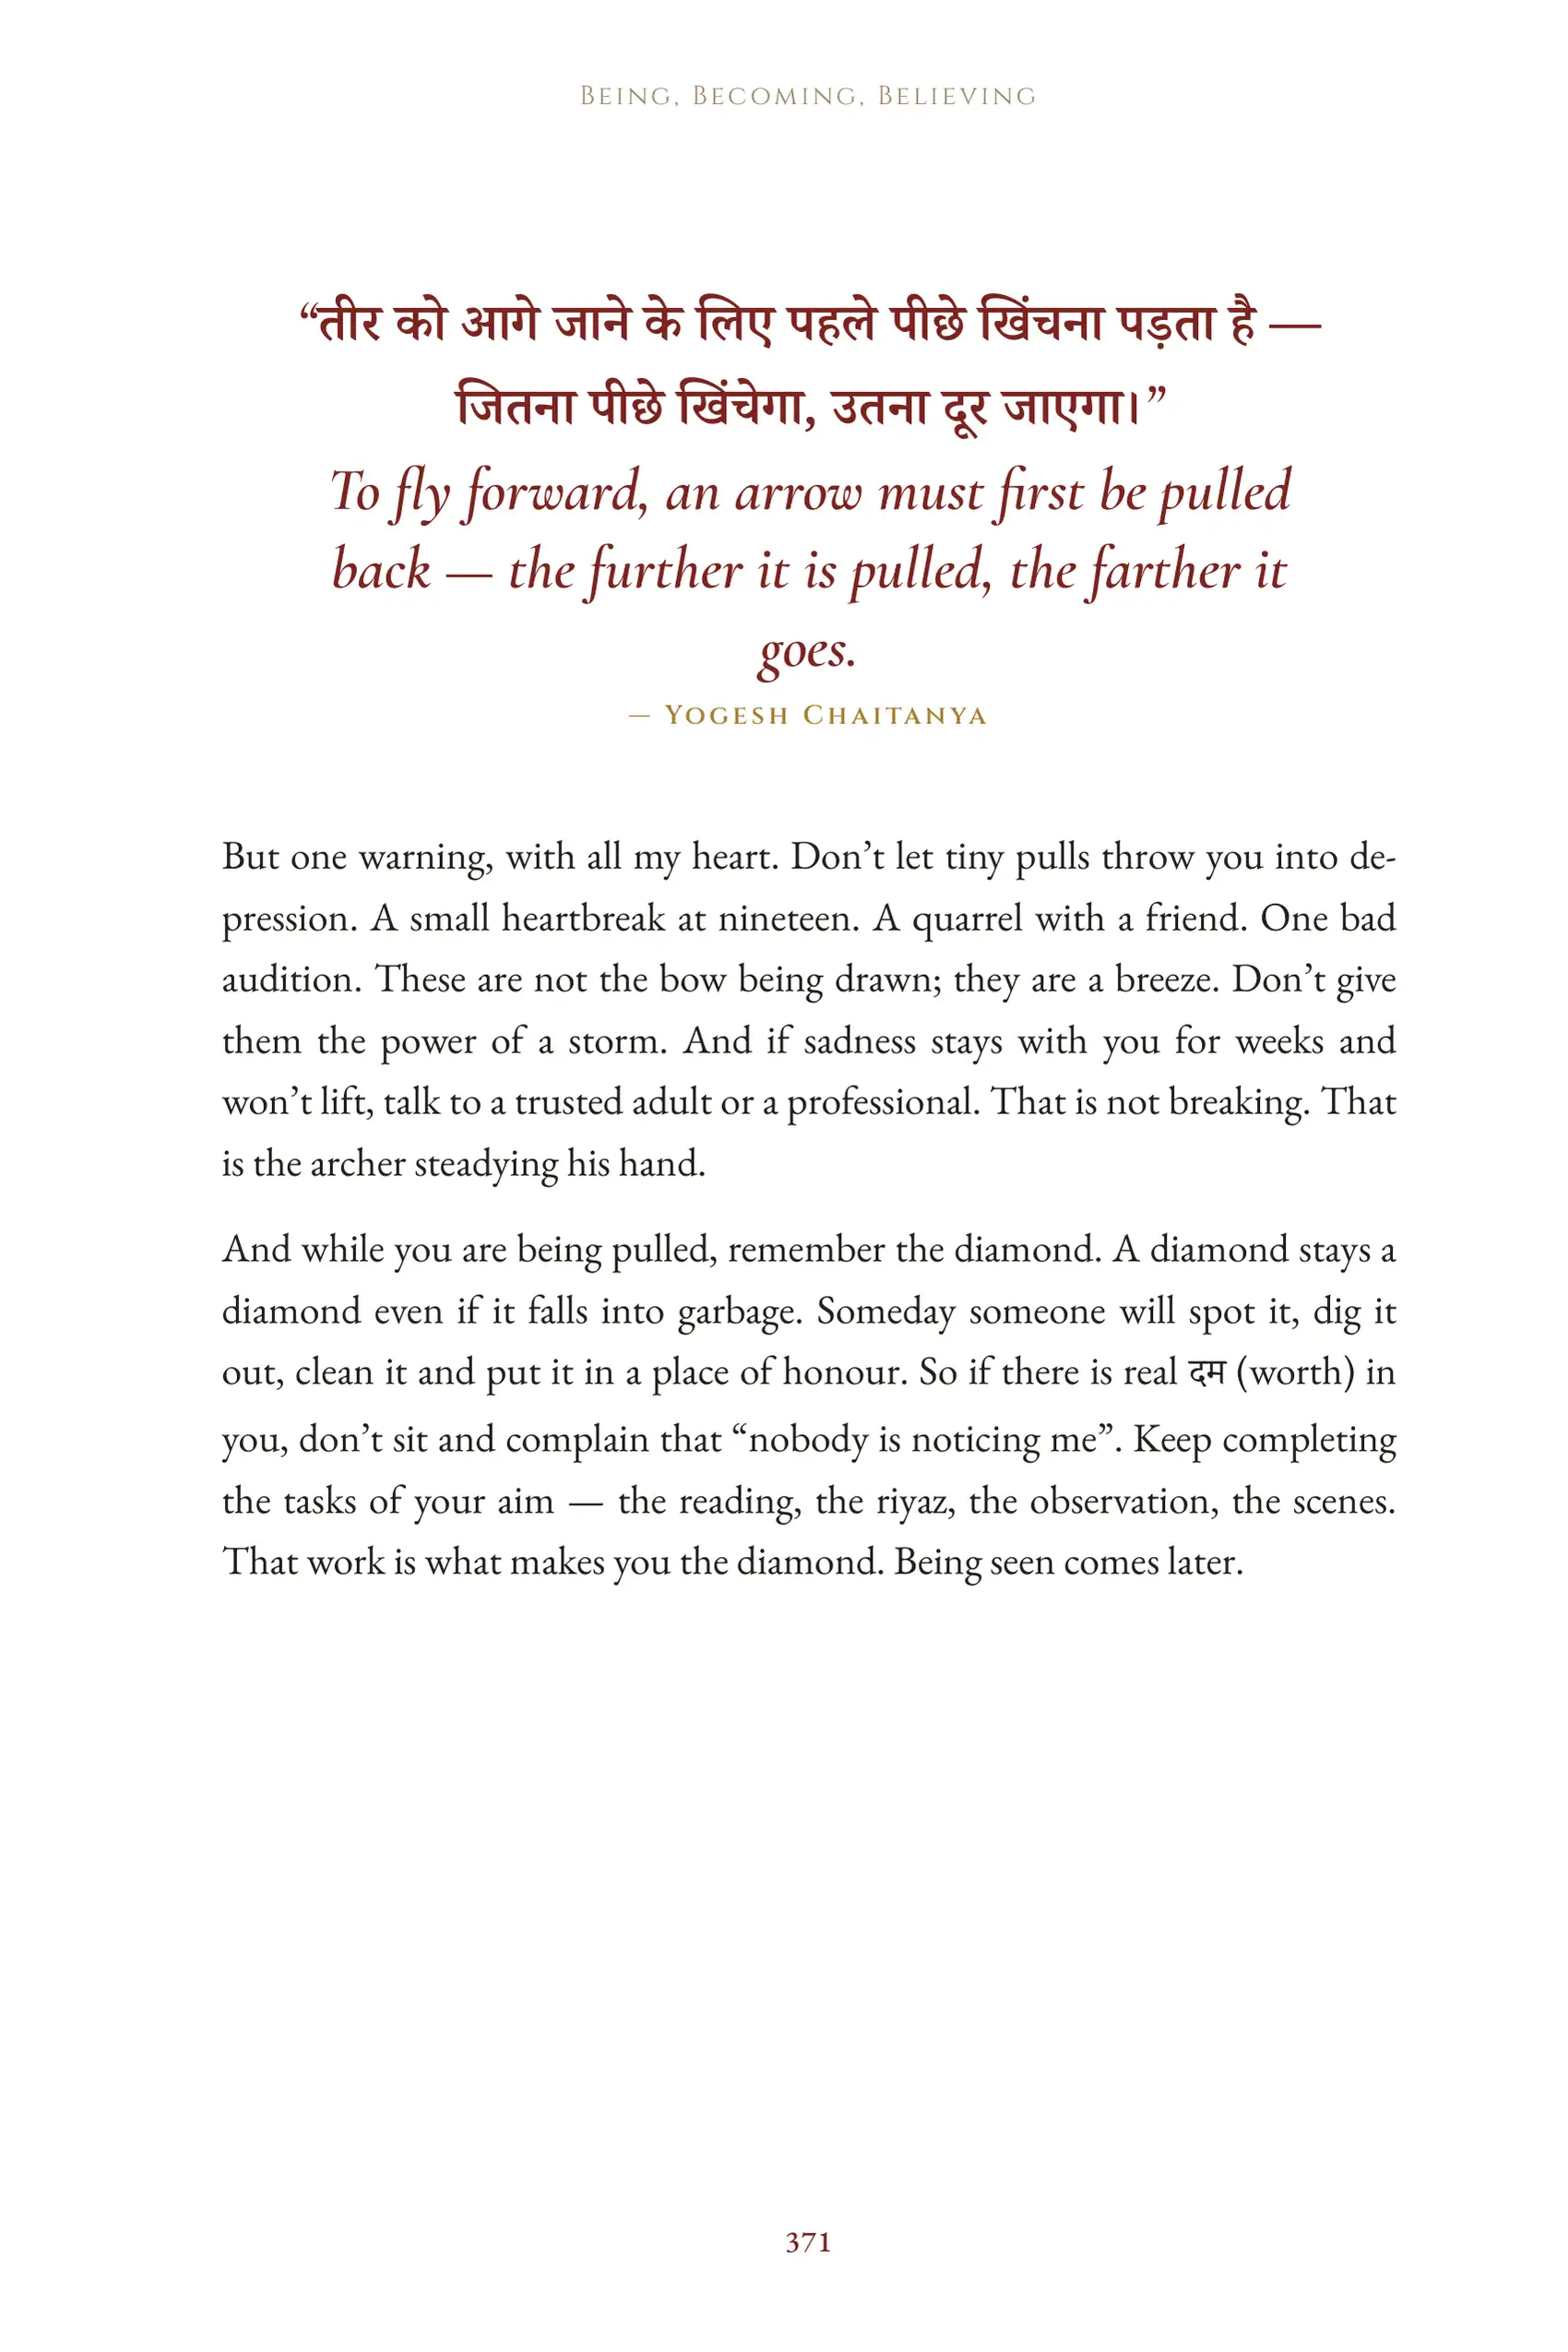 Being, Becoming, Believing
“तीर को आगे जाने के लिए पहले पीछे खिंचना पड़ता है —
जितना पीछे खिंचेगा, उतना दूर जाएगा।”
To fly forward, an arrow must first be pulled
back — the further it is pulled, the farther it
goes.
— Yogesh Chaitanya
But one warning, with all my heart. Don’t let tiny pulls throw you into de-
pression. A small heartbreak at nineteen. A quarrel with a friend. One bad
audition. These are not the bow being drawn; they are a breeze. Don’t give
them the power of a storm. And if sadness stays with you for weeks and
won’t lift, talk to a trusted adult or a professional. That is not breaking. That
is the archer steadying his hand.
And while you are being pulled, remember the diamond. A diamond stays a
diamond even if it falls into garbage. Someday someone will spot it, dig it
out, clean it and put it in a place of honour. So if there is real दम (worth) in
you, don’t sit and complain that “nobody is noticing me”. Keep completing
the tasks of your aim — the reading, the riyaz, the observation, the scenes.
That work is what makes you the diamond. Being seen comes later.
371